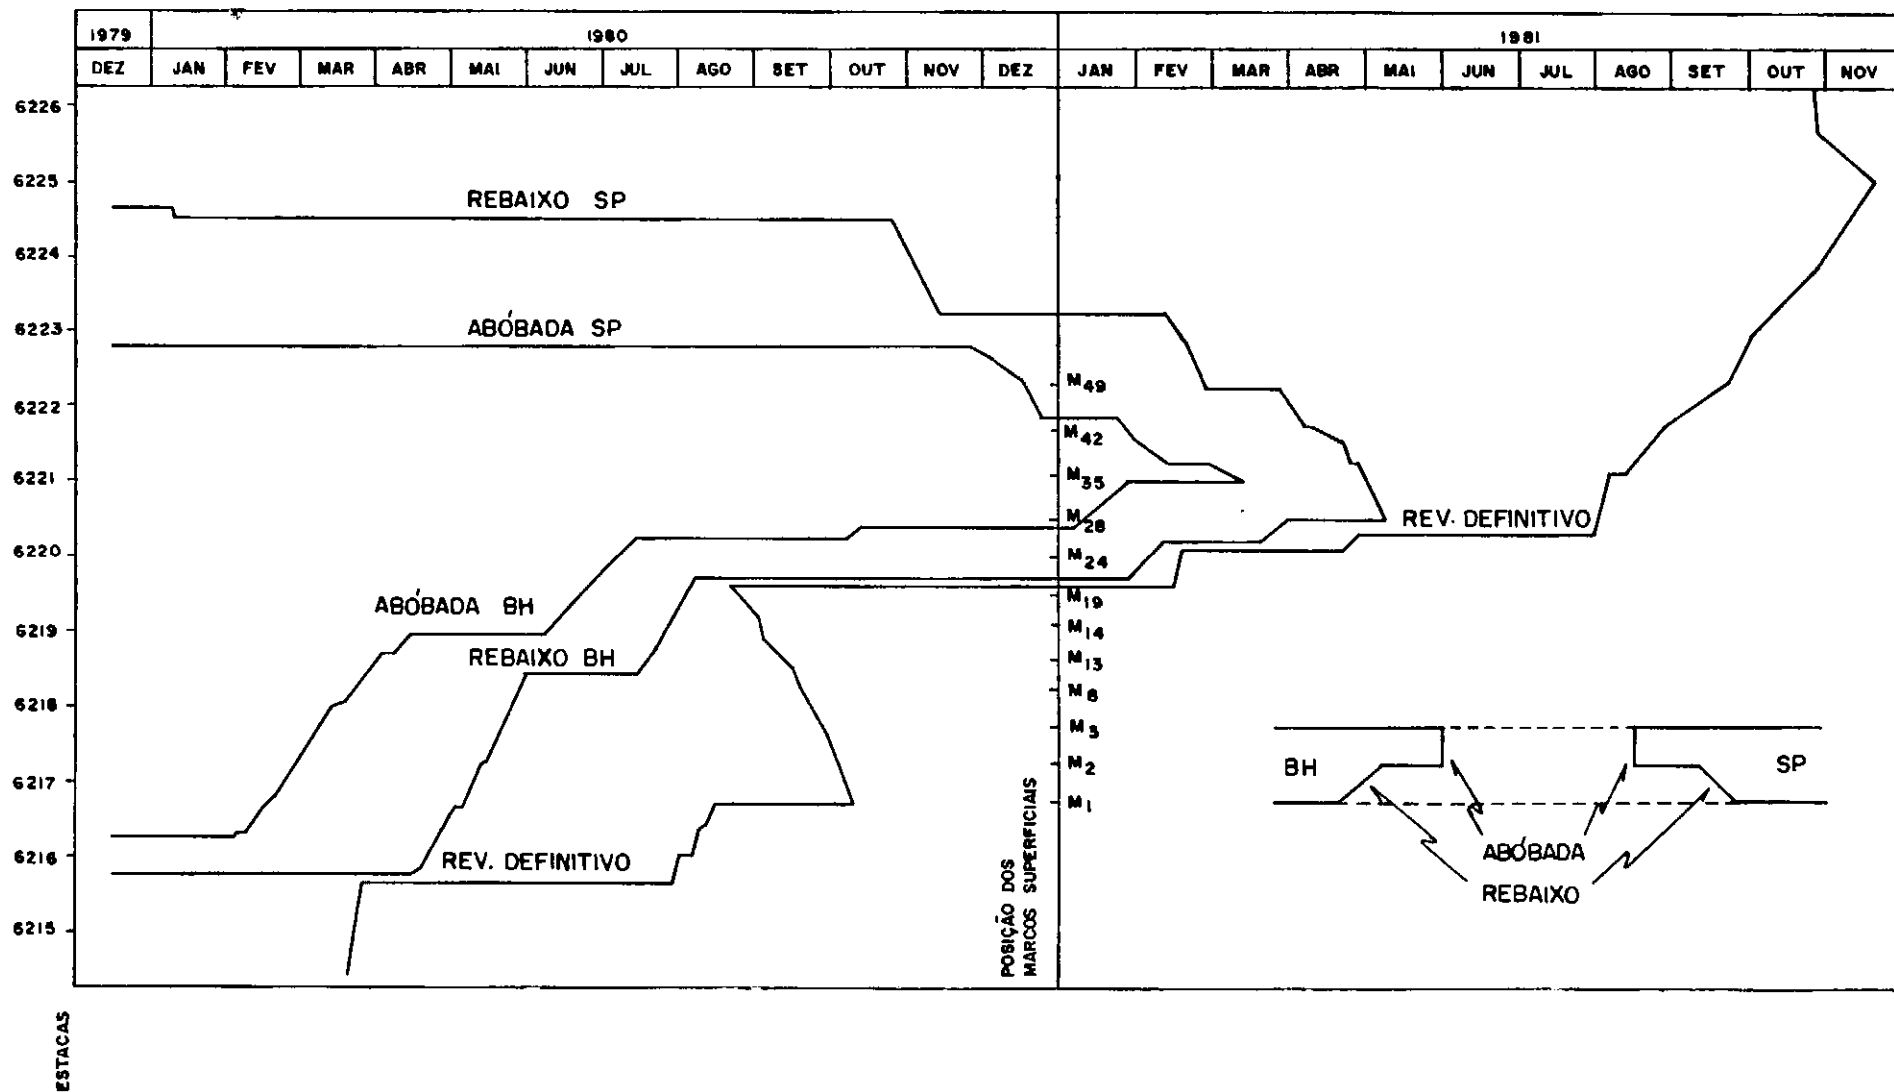 1979 1980 1981
DEZ JAN FEV MAR ABR MAI JUN JUL AGO SET OUT NOV DEZ JAN FEV MAR ABR MAI JUN JUL AGO SET OUT NOV
6226
6225
6224
6223
6222
6221
6220
6219
6218
6217
6216
6215
ESTACAS
REBAIXO SP
ABÓBADA SP
ABÓBADA BH
REBAIXO BH
REV. DEFINITIVO
REV. DEFINITIVO
M49
M42
M35
M28
M24
M19
M14
M13
M8
M3
M2
M1
POSIÇÃO DOS
MARCOS SUPERFICIAIS
BH SP
ABÓBADA
REBAIXO